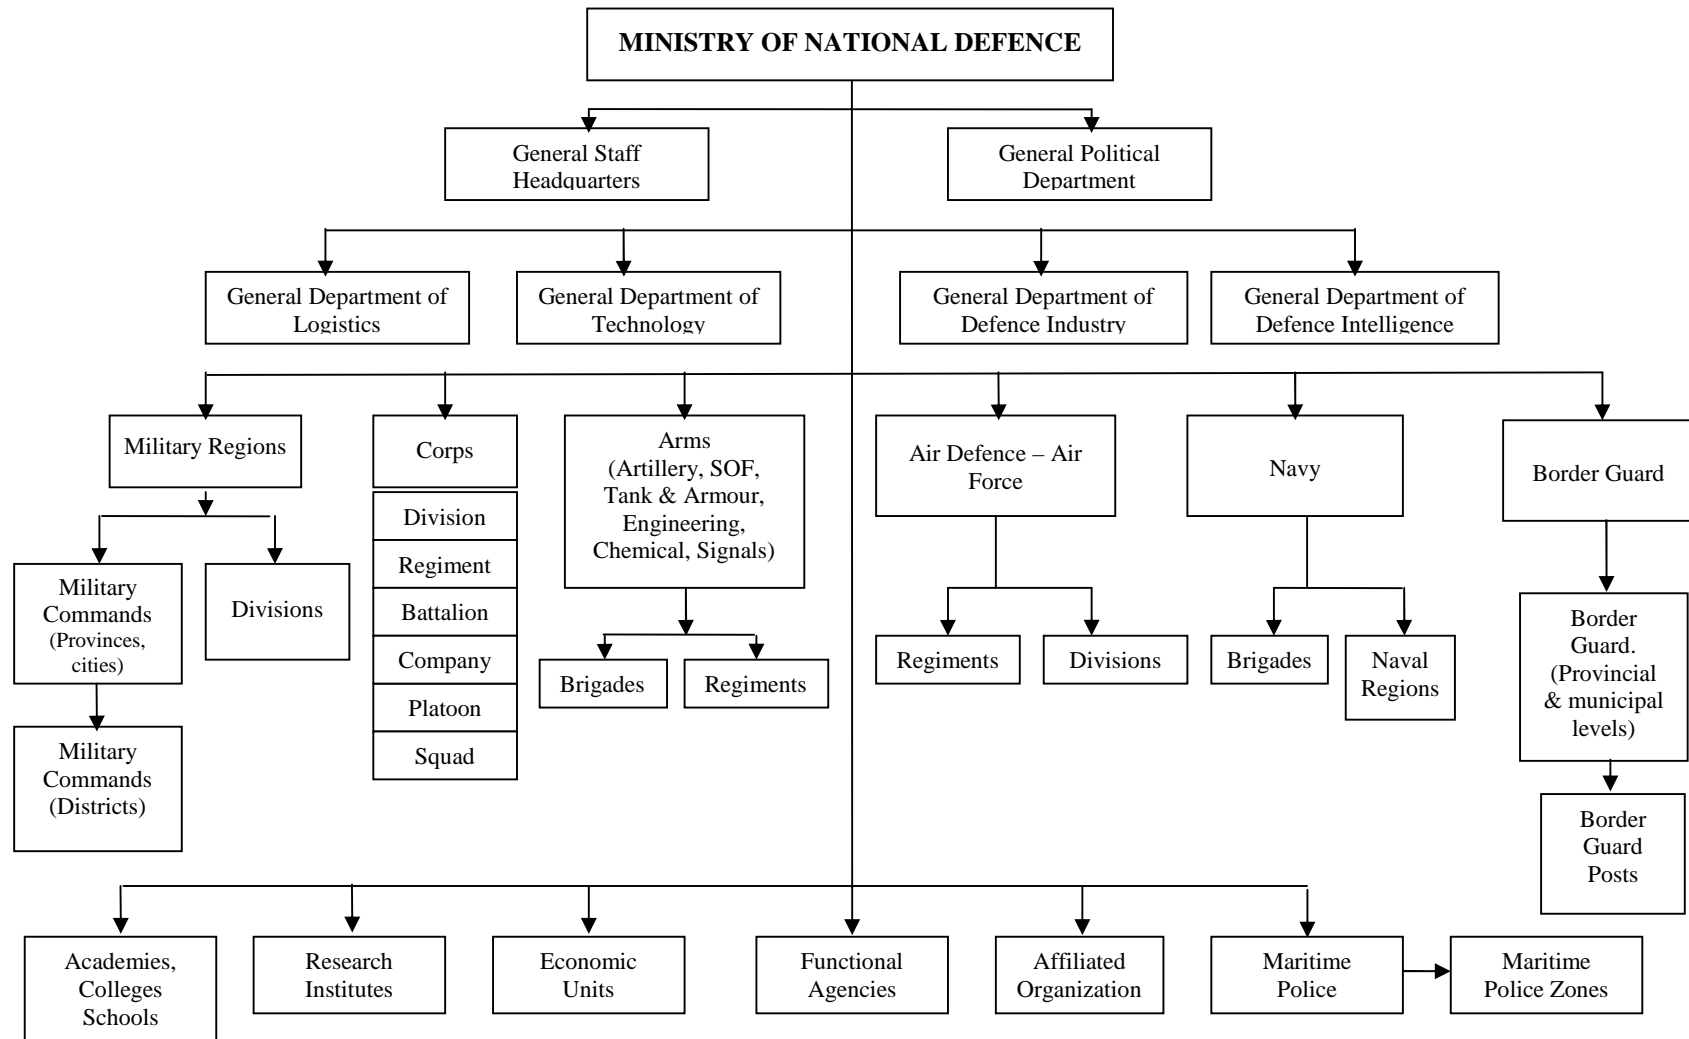 MINISTRY OF NATIONAL DEFENCE
General Staff
Headquarters
General Political
Department
General Department of
Logistics
General Department of
Technology
General Department of
Defence Industry
General Department of
Defence Intelligence
Military Regions
Corps
Arms
(Artillery, SOF,
Tank & Armour,
Engineering,
Chemical, Signals)
Air Defence – Air
Force
Navy
Border Guard
Military
Commands
(Provinces,
cities)
Divisions
Military
Commands
(Districts)
Division
Regiment
Battalion
Company
Platoon
Squad
Brigades
Regiments
Regiments
Divisions
Brigades
Naval
Regions
Border
Guard.
(Provincial
& municipal
levels)
Border
Guard
Posts
Academies,
Colleges
Schools
Research
Institutes
Economic
Units
Functional
Agencies
Affiliated
Organization
Maritime
Police
Maritime
Police Zones